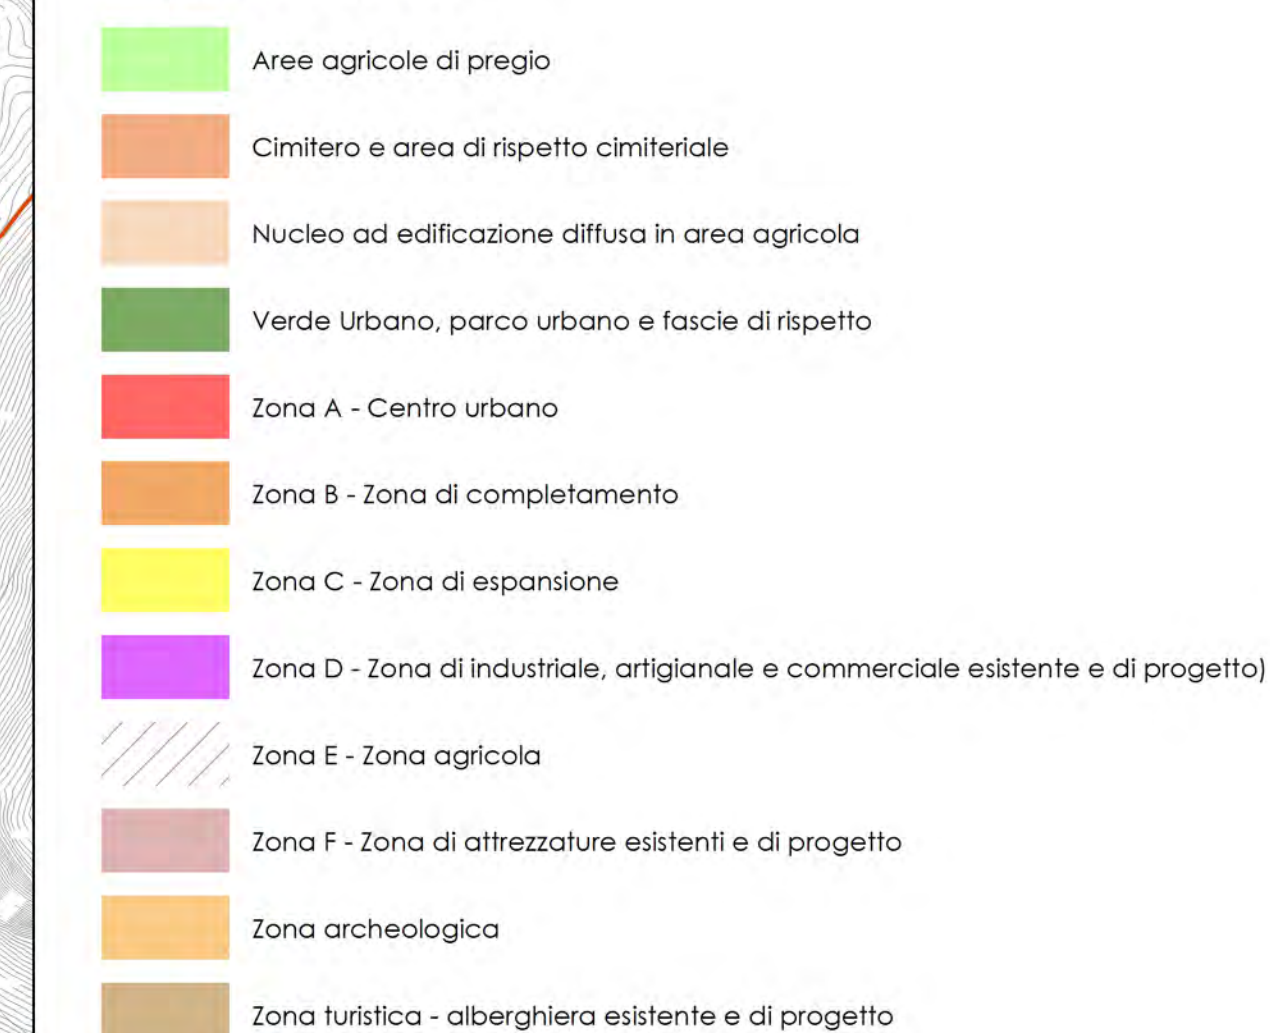 Aree agricole di pregio
Cimitero e area di rispetto cimiteriale
Nucleo ad edificazione diffusa in area agricola
Verde Urbano, parco urbano e fascie di rispetto
Zona A - Centro urbano
Zona B - Zona di completamento
Zona C - Zona di espansione
Zona D - Zona di industriale, artigianale e commerciale esistente e di progetto)
Zona E - Zona agricola
Zona F - Zona di attrezzature esistenti e di progetto
Zona archeologica
Zona turistica - alberghiera esistente e di progetto